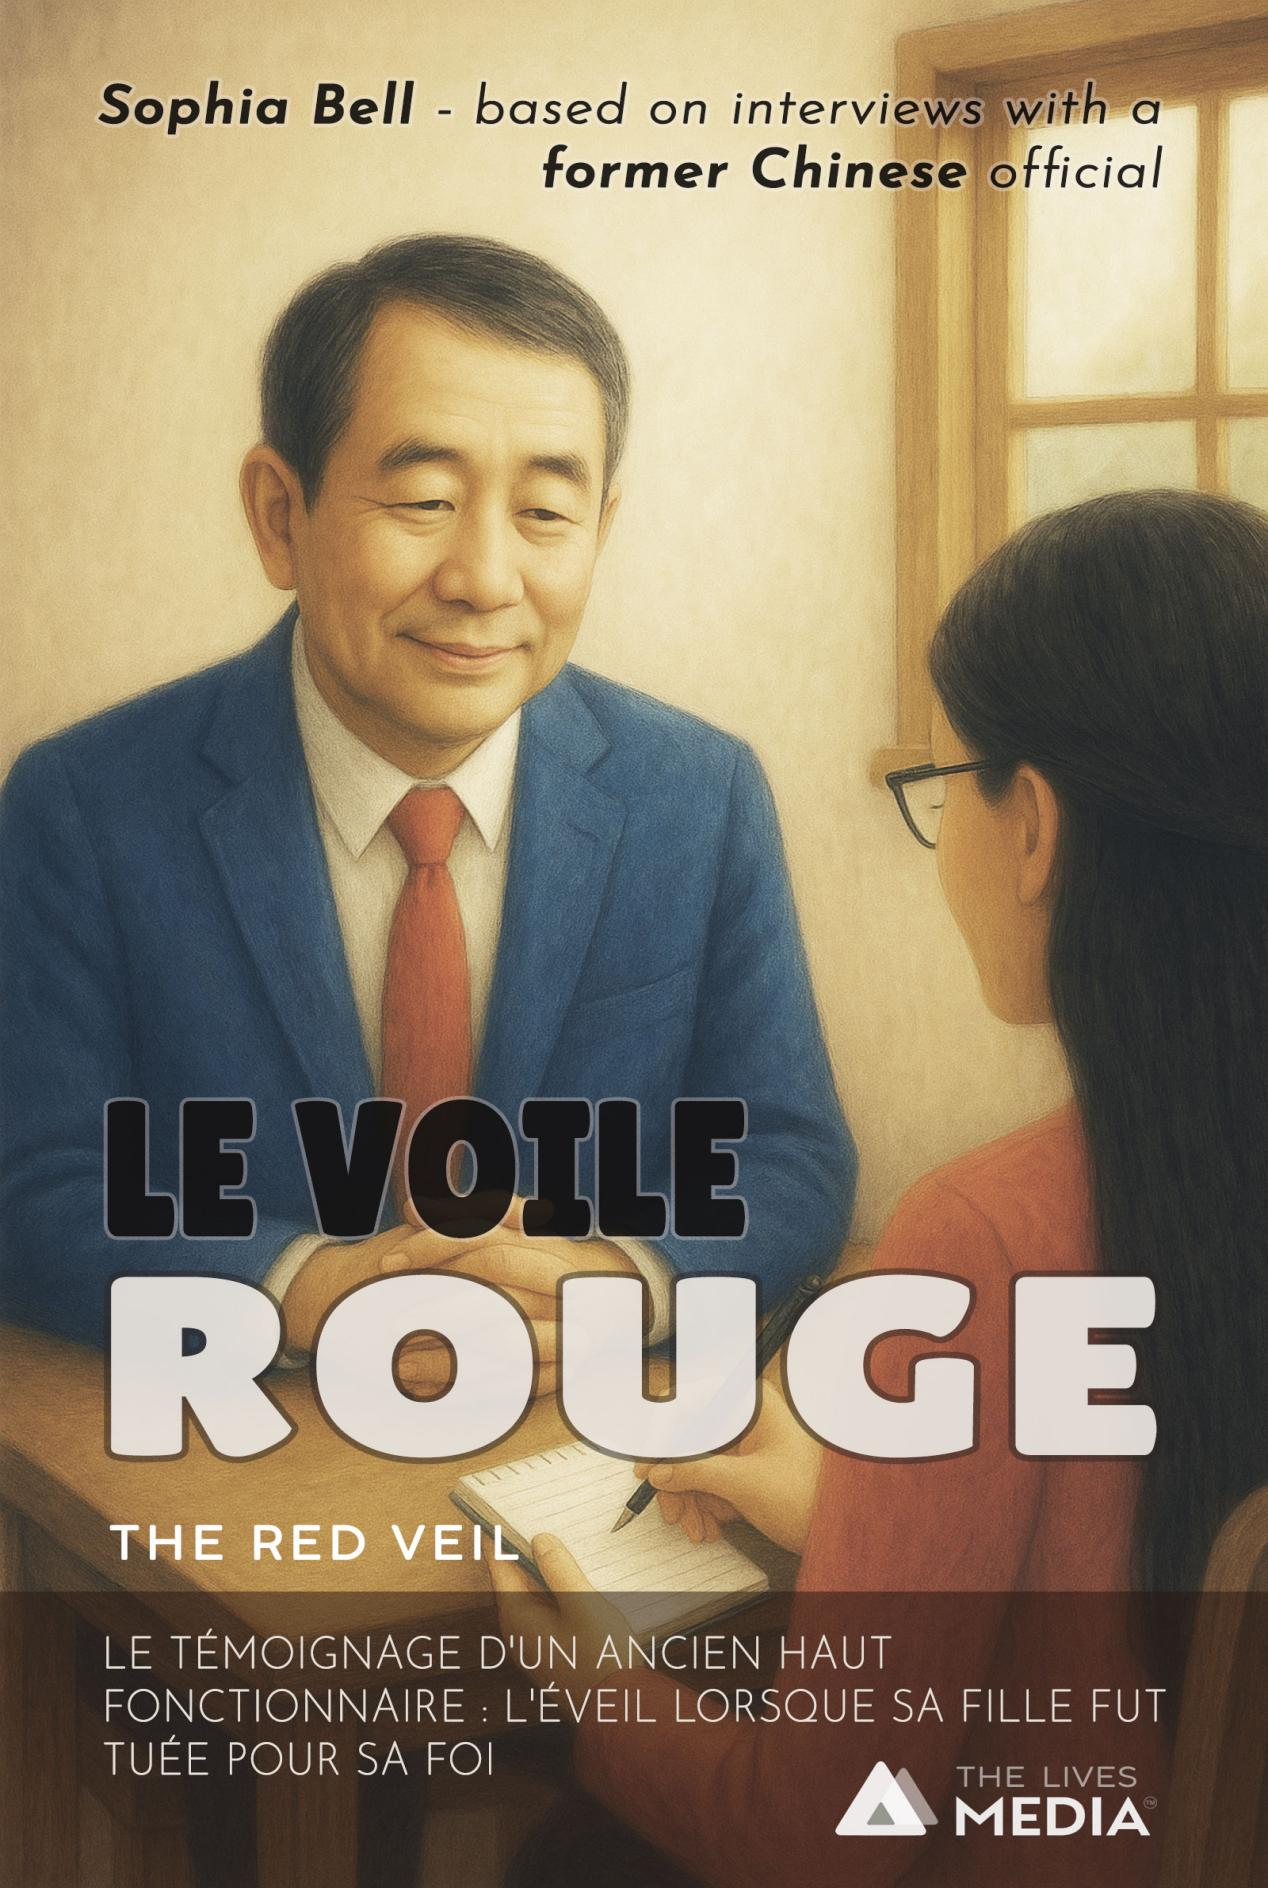 Sophia Bell - based on interviews with a
former Chinese official
LE VOILE
ROUGE
THE RED VEIL
LE TÉMOIGNAGE D'UN ANCIEN HAUT
FONCTIONNAIRE : L'ÉVEIL LORSQUE SA FILLE FUT
TUÉE POUR SA FOI
THE LIVES
MEDIA™